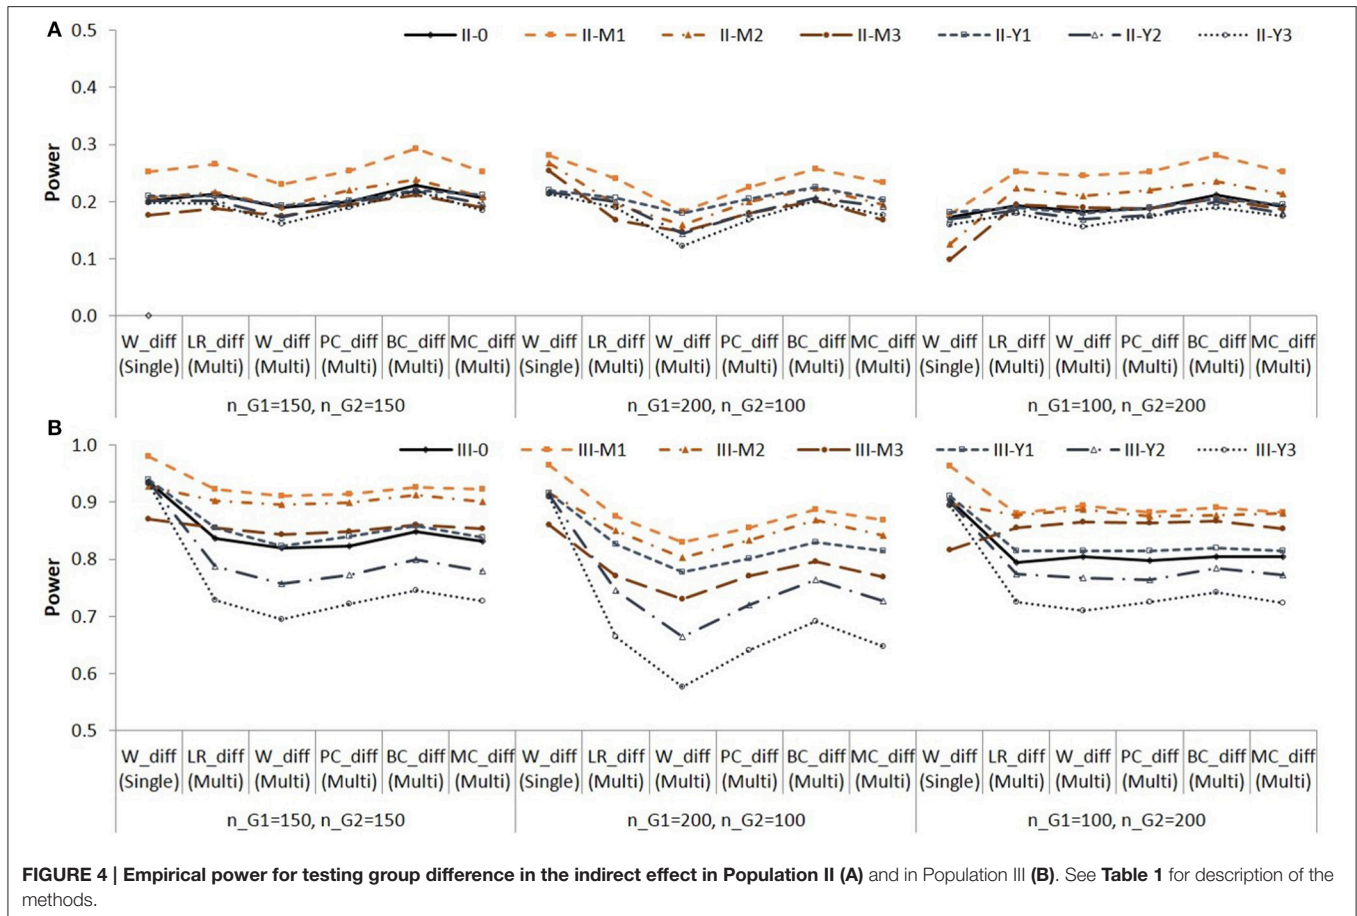 A
0.5
II-0 II-M1 II-M2 II-M3 II-Y1 II-Y2 II-Y3
0.4
0.3
0.2
0.1
0.0
Power
W_diff LR_diff W_diff PC_diff BC_diff MC_diff W_diff LR_diff W_diff PC_diff BC_diff MC_diff W_diff LR_diff W_diff PC_diff BC_diff MC_diff
(Single) (Multi) (Multi) (Multi) (Multi) (Multi) (Single) (Multi) (Multi) (Multi) (Multi) (Multi) (Single) (Multi) (Multi) (Multi) (Multi) (Multi)
n_G1=150, n_G2=150 n_G1=200, n_G2=100 n_G1=100, n_G2=200
B
1.0
III-0 III-M1 III-M2 III-M3 III-Y1 III-Y2 III-Y3
0.9
0.8
0.7
0.6
0.5
Power
W_diff LR_diff W_diff PC_diff BC_diff MC_diff W_diff LR_diff W_diff PC_diff BC_diff MC_diff W_diff LR_diff W_diff PC_diff BC_diff MC_diff
(Single) (Multi) (Multi) (Multi) (Multi) (Multi) (Single) (Multi) (Multi) (Multi) (Multi) (Multi) (Single) (Multi) (Multi) (Multi) (Multi) (Multi)
n_G1=150, n_G2=150 n_G1=200, n_G2=100 n_G1=100, n_G2=200
FIGURE 4 | Empirical power for testing group difference in the indirect effect in Population II (A) and in Population III (B). See Table 1 for description of the
methods.